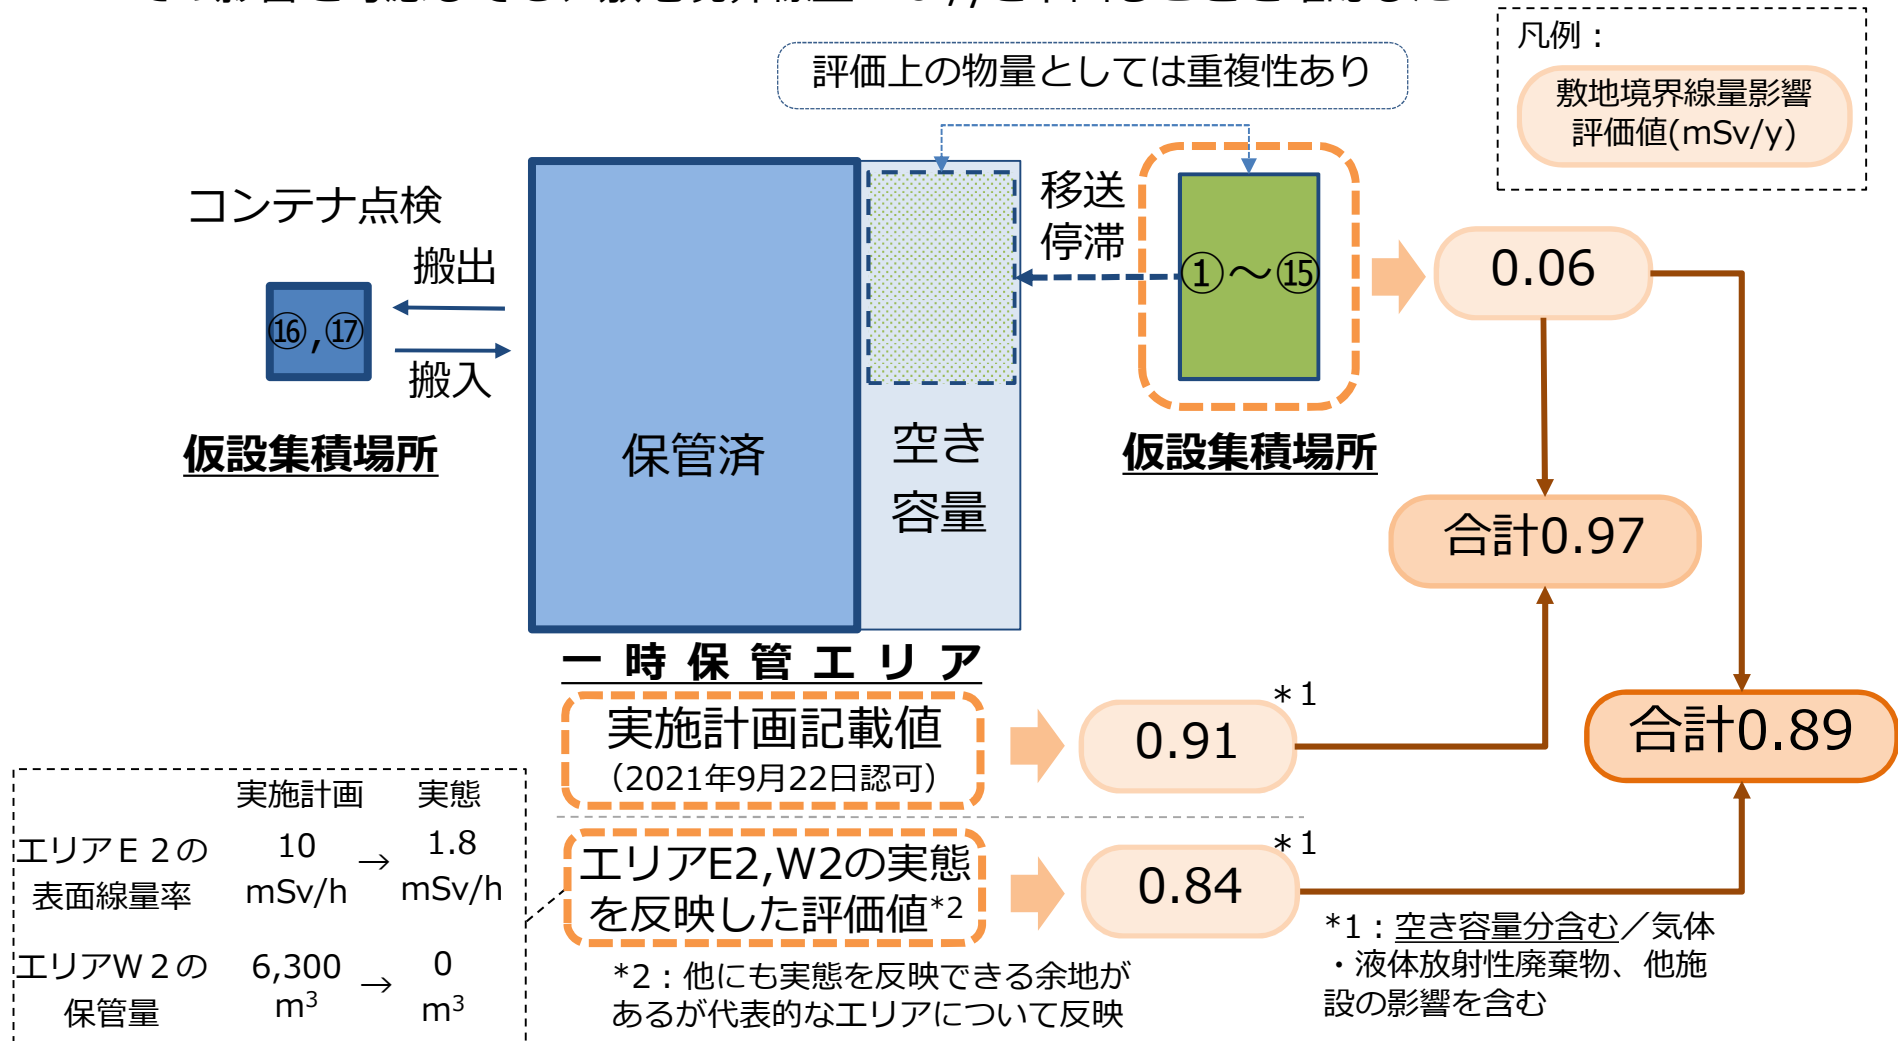 凡例：
敷地境界線量影響
評価値(mSv/y)
評価上の物量としては重複性あり
コンテナ点検
搬出
⑯,⑰
搬入
仮設集積場所
保管済
空き
容量
移送
停滞
①～⑮
仮設集積場所
0.06
合計0.97
合計0.89
一時保管エリア
実施計画記載値
（2021年9月22日認可）
0.91
*1
エリアE2,W2の実態
を反映した評価値*2
0.84
*1
実施計画 実態
エリアE2の
表面線量率
10
mSv/h
→
1.8
mSv/h
エリアW2の
保管量
6,300
m³
→
0
m³
*2：他にも実態を反映できる余地が
あるが代表的なエリアについて反映
*1：空き容量分含む／気体
・液体放射性廃棄物、他施
設の影響を含む